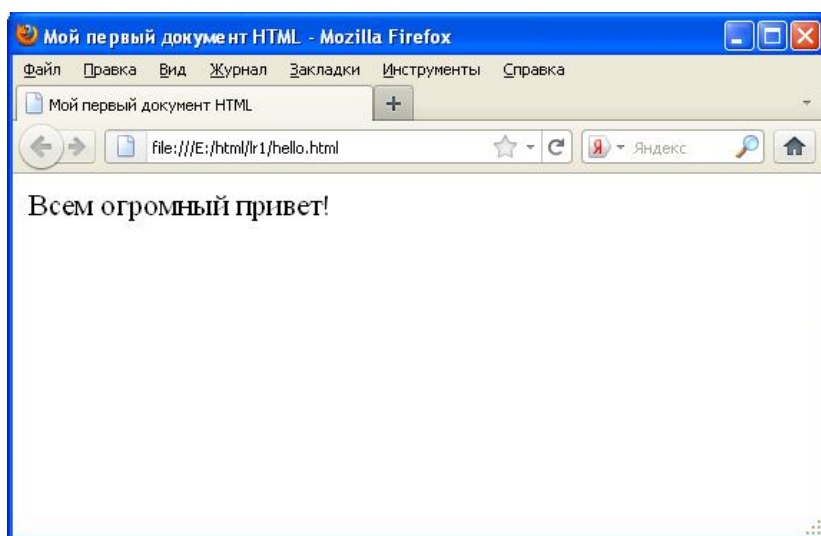 Мой первый документ HTML - Mozilla Firefox
Файл Правка Вид Журнал Закладки Инструменты Справка
Мой первый документ HTML +
file:///E:/html/lr1/hello.html Я Яндекс
Всем огромный привет!